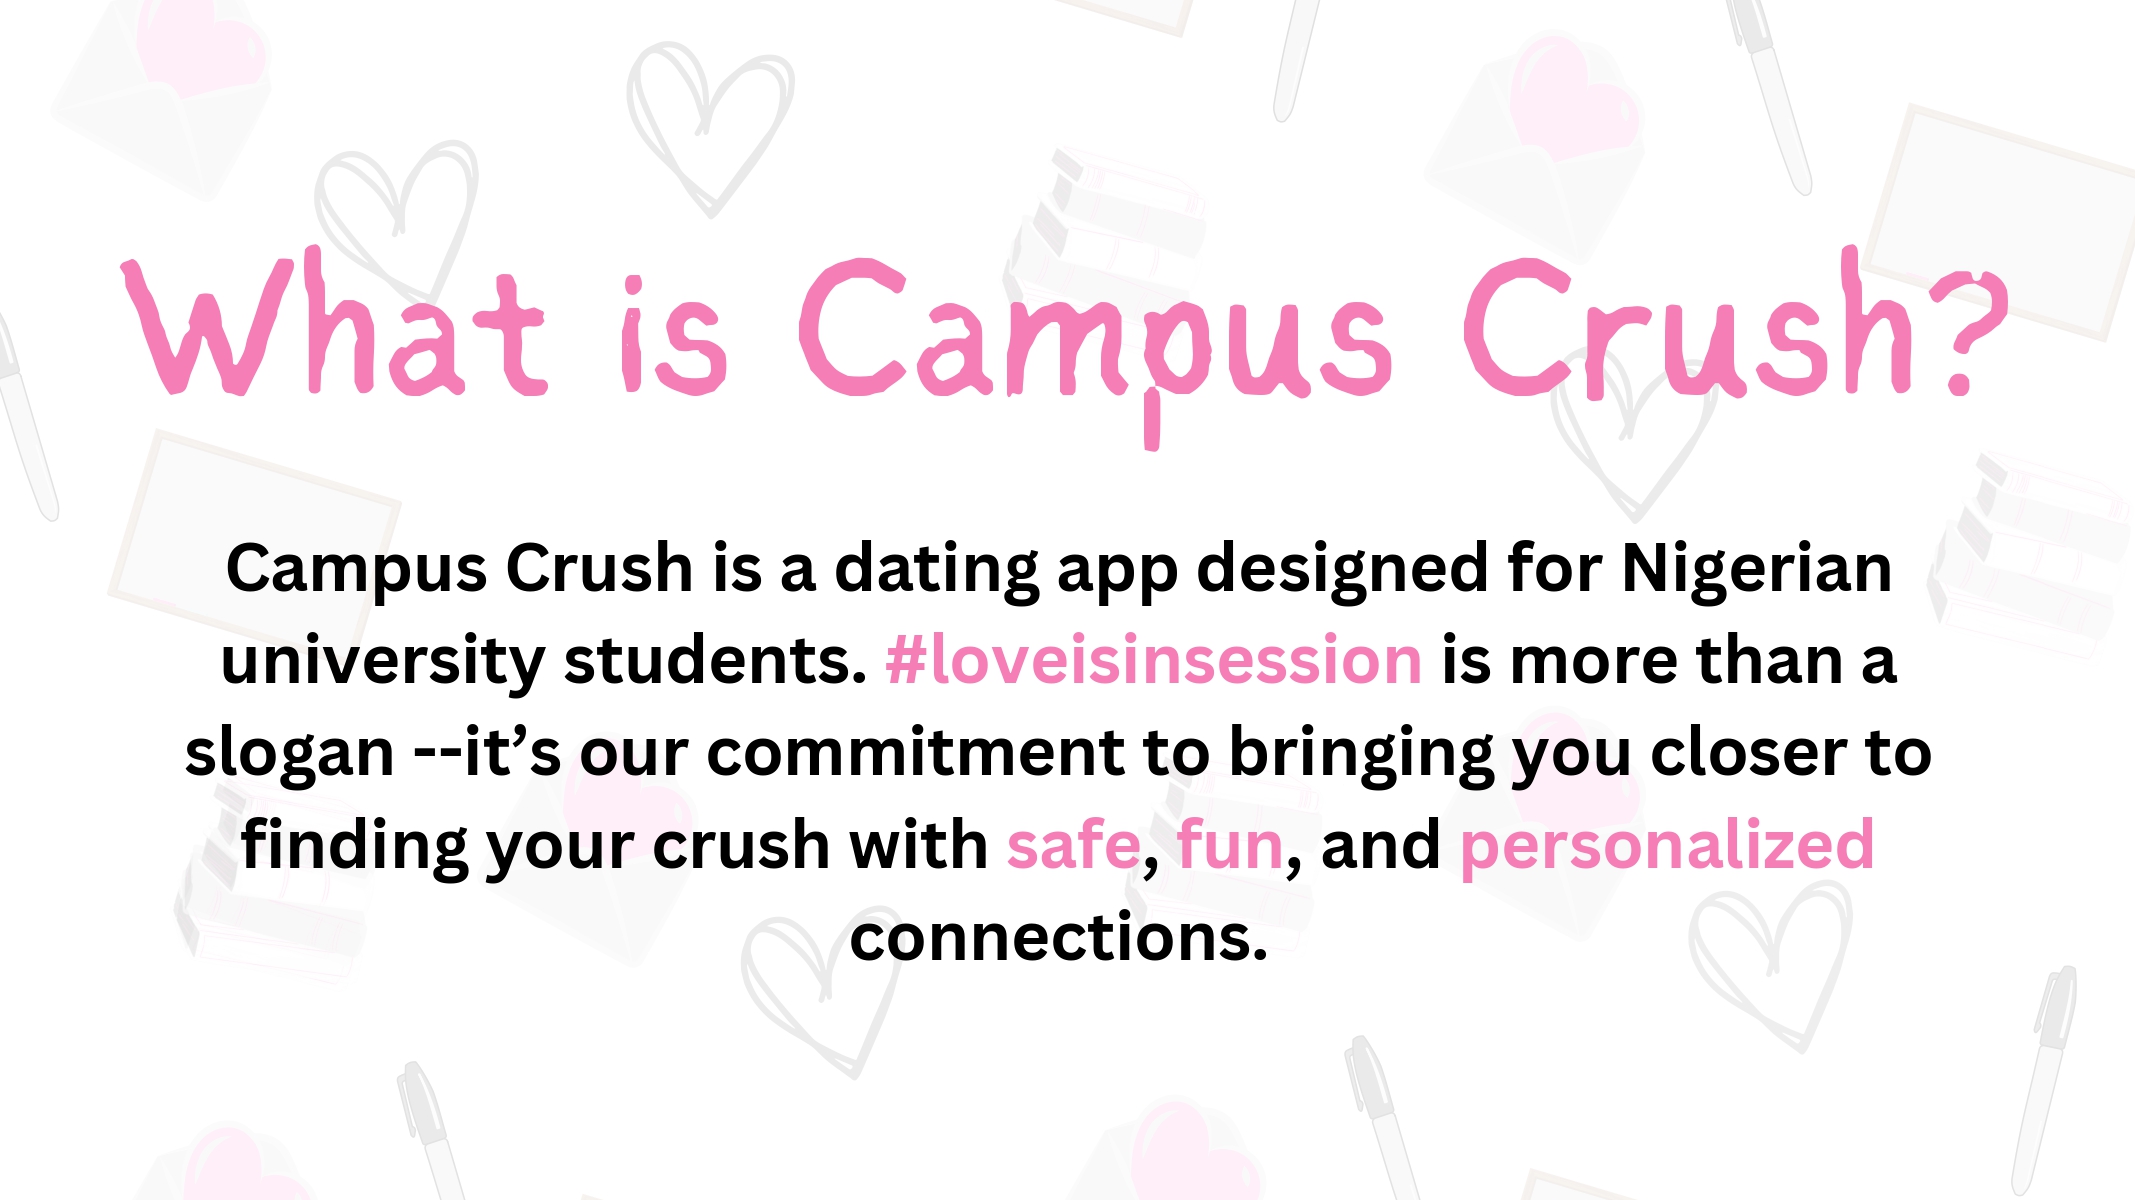 What is Campus Crush?
Campus Crush is a dating app designed for Nigerian
university students. #loveisinsession is more than a
slogan --it’s our commitment to bringing you closer to
finding your crush with safe, fun, and personalized
connections.